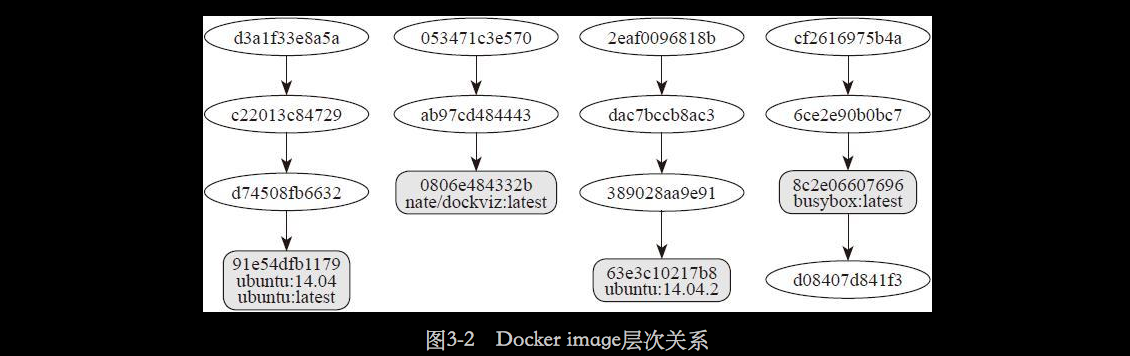 d3a1f33e8a5a
053471c3e570
2eaf0096818b
cf2616975b4a
c22013c84729
ab97cd484443
dac7bccb8ac3
6ce2e90b0bc7
d74508fb6632
0806e484332b
nate/dockviz:latest
389028aa9e91
8c2e06607696
busybox:latest
91e54dfb1179
ubuntu:14.04
ubuntu:latest
63e3c10217b8
ubuntu:14.04.2
d08407d841f3
图3-2 Docker image层次关系